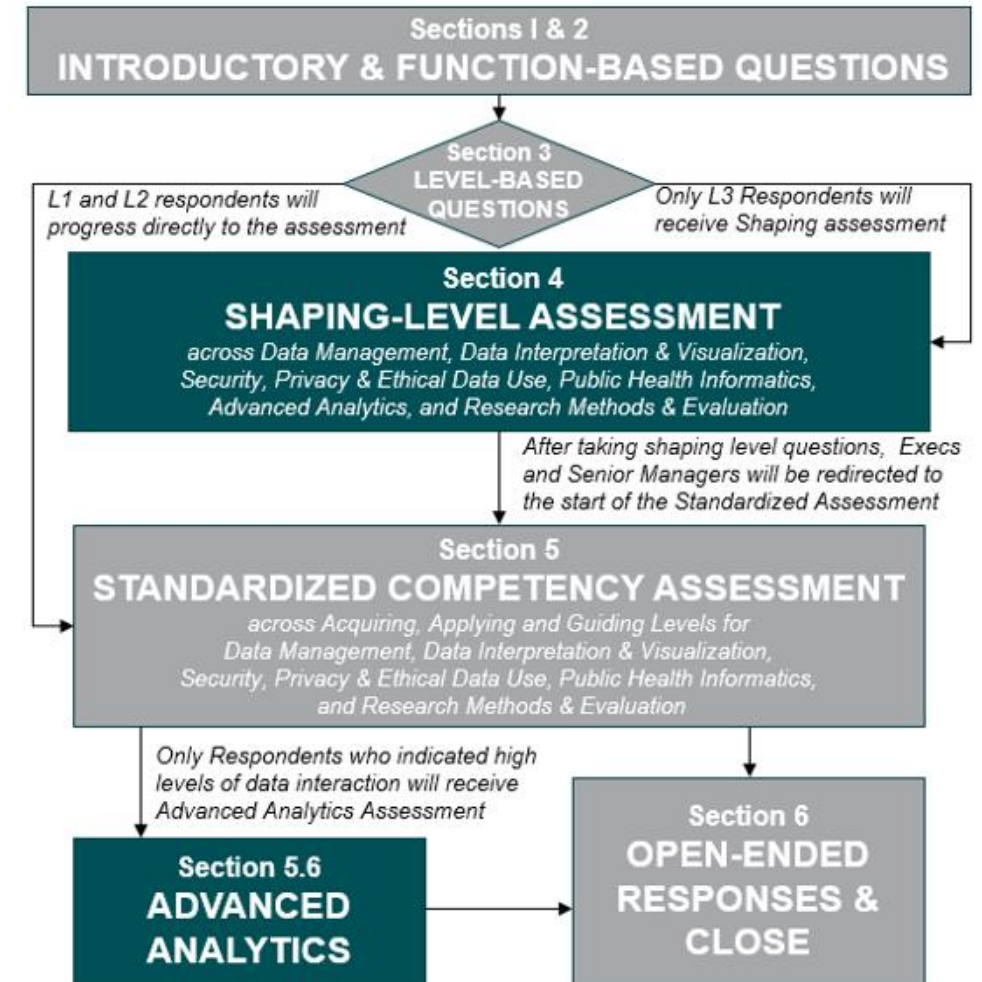 Sections I & 2
INTRODUCTORY & FUNCTION-BASED QUESTIONS
Section 3
LEVEL-BASED
QUESTIONS
L1 and L2 respondents will
progress directly to the assessment
Only L3 Respondents will
receive Shaping assessment
Section 4
SHAPING-LEVEL ASSESSMENT
across Data Management, Data Interpretation & Visualization,
Security, Privacy & Ethical Data Use, Public Health Informatics,
Advanced Analytics, and Research Methods & Evaluation
After taking shaping level questions, Execs
and Senior Managers will be redirected to
the start of the Standardized Assessment
Section 5
STANDARDIZED COMPETENCY ASSESSMENT
across Acquiring, Applying and Guiding Levels for
Data Management, Data Interpretation & Visualization,
Security, Privacy & Ethical Data Use, Public Health Informatics,
and Research Methods & Evaluation
Only Respondents who indicated high
levels of data interaction will receive
Advanced Analytics Assessment
Section 5.6
ADVANCED
ANALYTICS
Section 6
OPEN-ENDED
RESPONSES &
CLOSE